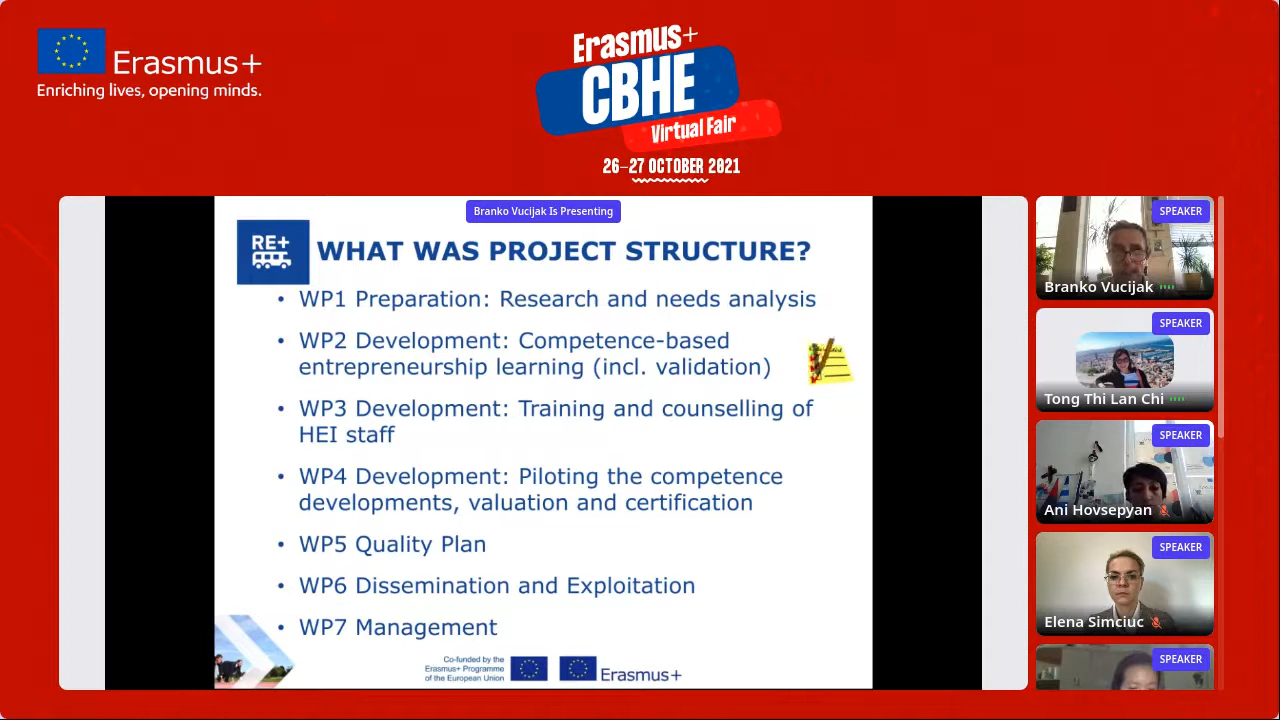 Erasmus+
Enriching lives, opening minds.
Erasmus+
CBHE
Virtual Fair
26–27 OCTOBER 2021
Branko Vucijak Is Presenting
RE+
WHAT WAS PROJECT STRUCTURE?
• WP1 Preparation: Research and needs analysis
• WP2 Development: Competence-based
entrepreneurship learning (incl. validation)
• WP3 Development: Training and counselling of
HEI staff
• WP4 Development: Piloting the competence
developments, valuation and certification
• WP5 Quality Plan
• WP6 Dissemination and Exploitation
• WP7 Management
Co-funded by the
Erasmus+ Programme
of the European Union
Erasmus+
SPEAKER
Branko Vucijak
SPEAKER
Tong Thi Lan Chi
SPEAKER
Ani Hovsepyan
SPEAKER
Elena Simciuc
SPEAKER